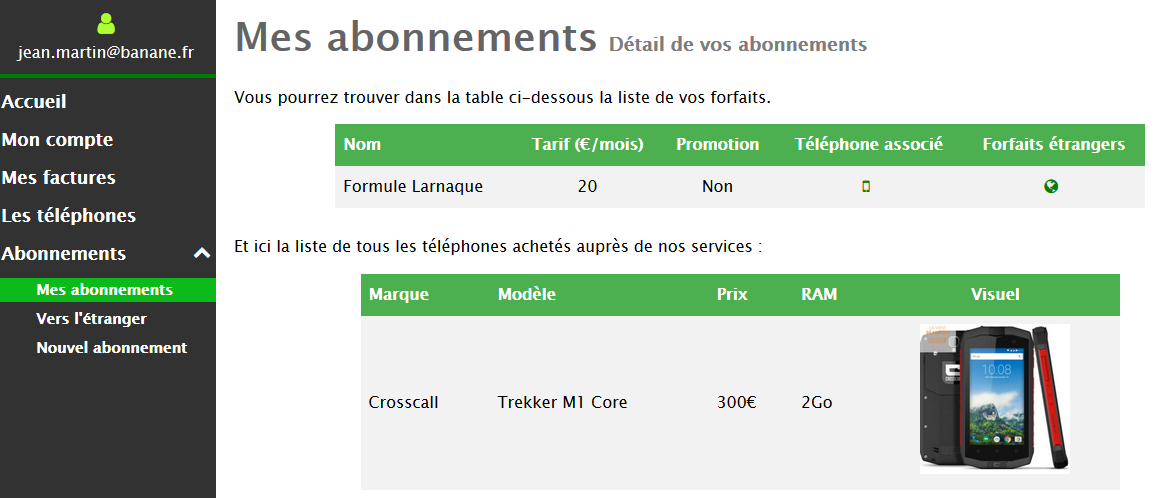 jean.martin@banane.fr
Accueil
Mon compte
Mes factures
Les téléphones
Abonnements
Mes abonnements
Vers l'étranger
Nouvel abonnement
Mes abonnements Détail de vos abonnements
Vous pourrez trouver dans la table ci-dessous la liste de vos forfaits.
Nom Tarif (€/mois) Promotion Téléphone associé Forfaits étrangers
Formule Larnaque 20 Non
Et ici la liste de tous les téléphones achetés auprès de nos services :
Marque Modèle Prix RAM Visuel
Crosscall Trekker M1 Core 300€ 2Go
10:08